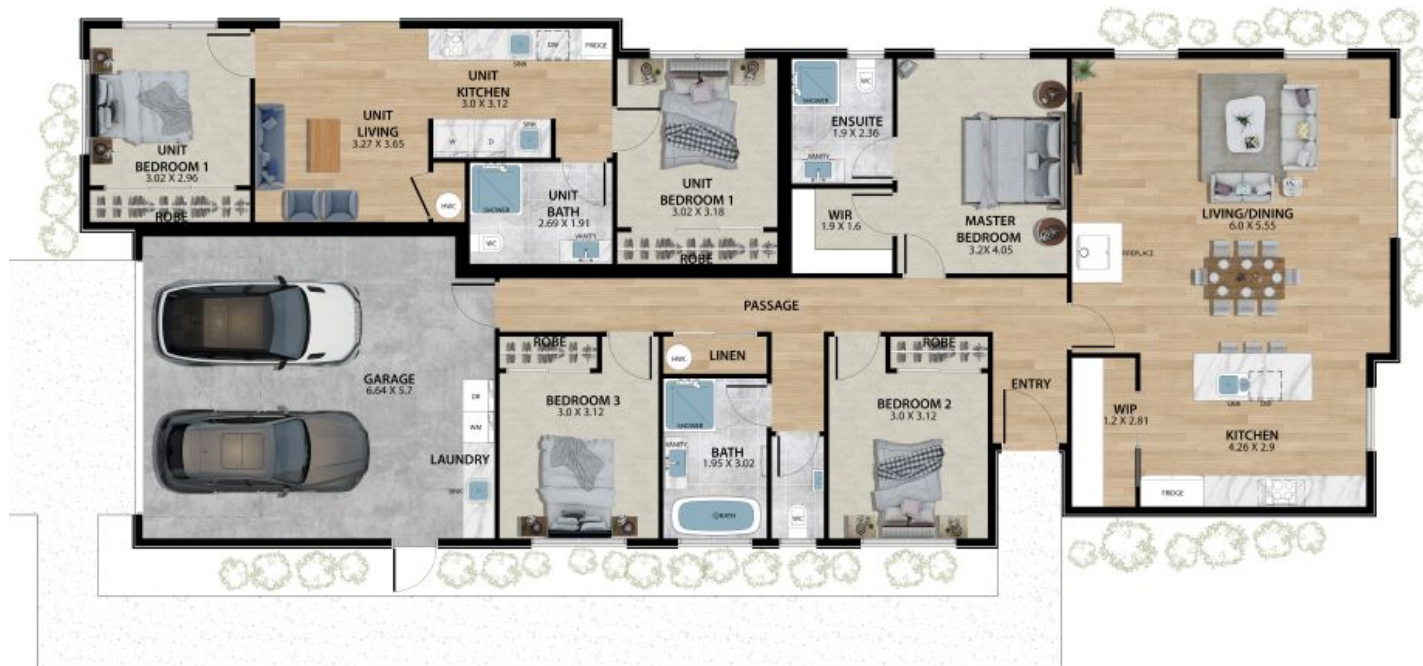 UNIT
BEDROOM 1
3.02 X 2.96
ROBE
UNIT
LIVING
3.27 X 3.65
UNIT
KITCHEN
3.0 X 3.12
SINK
DW
FRIDGE
W
D
SINK
HWC
SHOWER
UNIT
BATH
2.69 X 1.91
WC
VANITY
UNIT
BEDROOM 1
3.02 X 3.18
ROBE
SHOWER
WC
ENSUITE
1.9 X 2.36
VANITY
WIR
1.9 X 1.6
MASTER
BEDROOM
3.2X 4.05
LIVING/DINING
6.0 X 5.55
FIREPLACE
PASSAGE
GARAGE
6.64 X 5.7
DR
WM
LAUNDRY
SINK
ROBE
BEDROOM 3
3.0 X 3.12
HWC
LINEN
SHOWER
VANITY
BATH
1.95 X 3.02
BATH
WC
ROBE
BEDROOM 2
3.0 X 3.12
ENTRY
WIP
1.2 X 2.81
SINK
DW
KITCHEN
4.26 X 2.9
FRIDGE